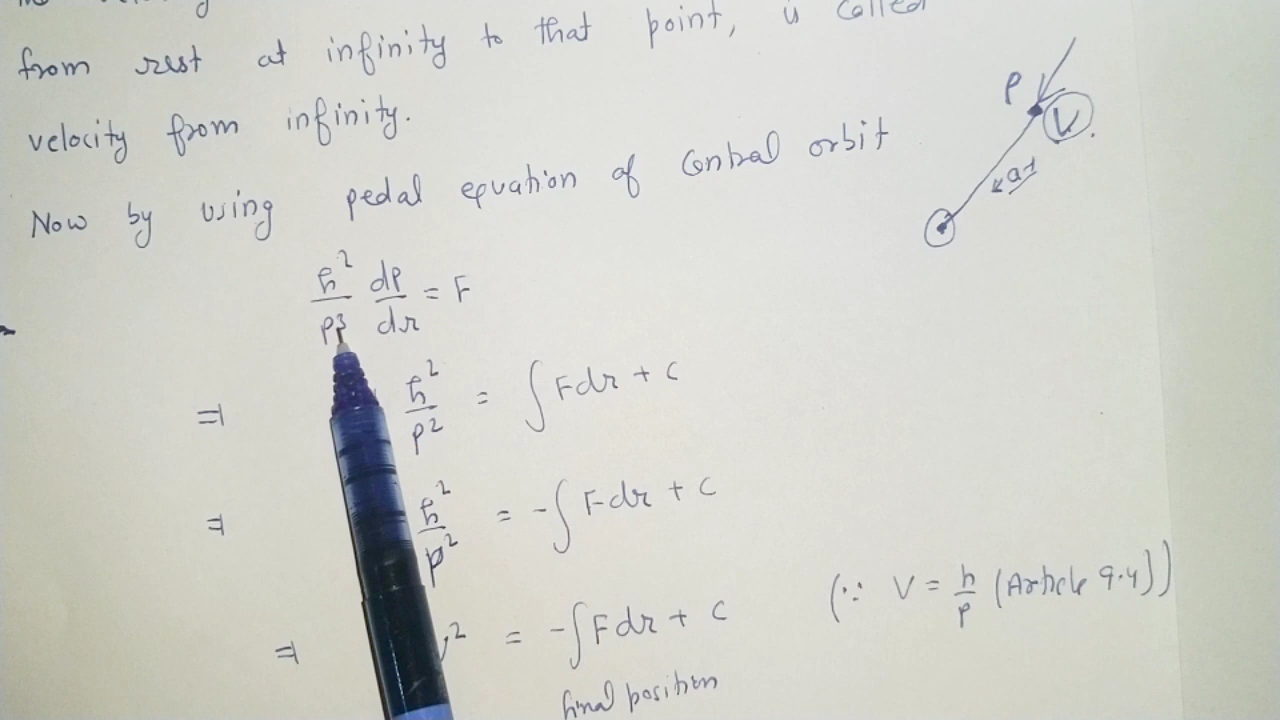 from rest at infinity to that point, is called
velocity from infinity.
P
V
Now by using pedal equation of central orbit
h² / p³ dp/dr = F
⇒ h² / p² = ∫ F dr + c
⇒ h² / p² = -∫ F dr + c
⇒ ² = -∫ F dr + c (∵ V = h/p (Article 9.4))
final position